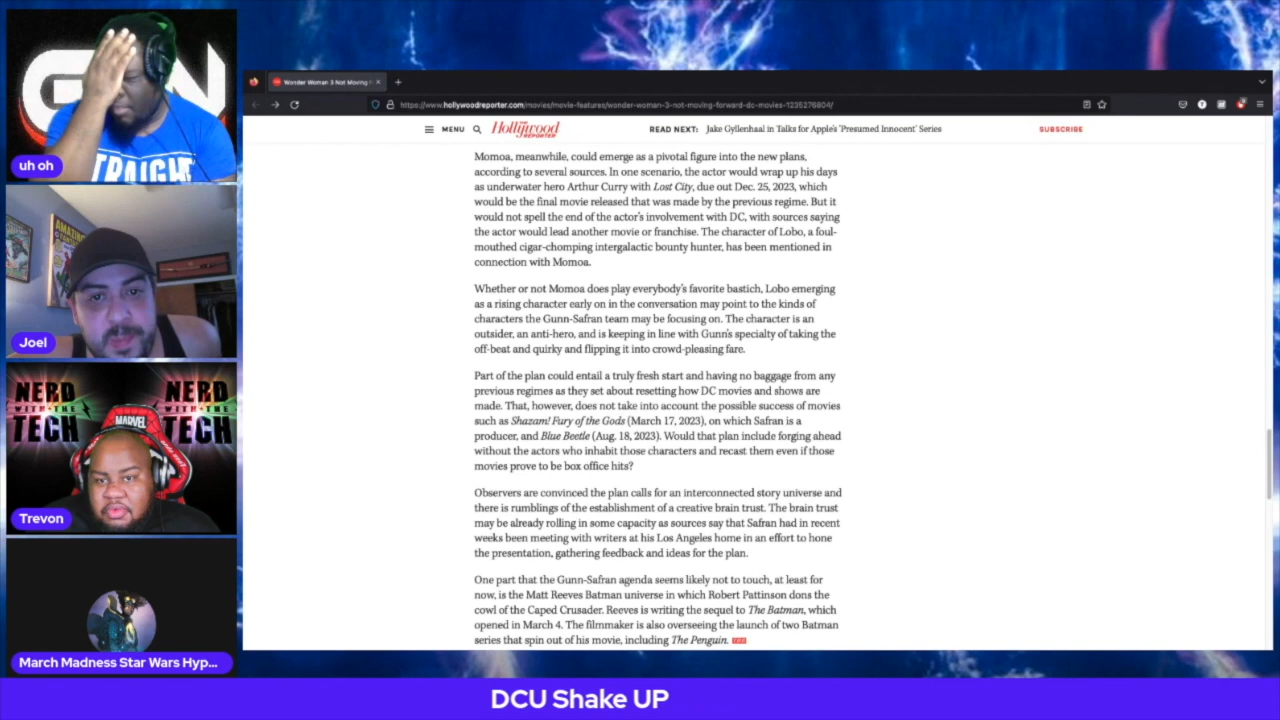 GEN
uh oh
STRAIGHT
AMAZING
Joel
NERD
WITH THE
TECH
NERD
WITH THE
TECH
MARVEL
Trevon
March Madness Star Wars Hyp...
Wonder Woman 3 Not Moving
https://www.hollywoodreporter.com/movies/movie-features/wonder-woman-3-not-moving-forward-dc-movies-1235276804/
MENU
Hollywood
REPORTER
READ NEXT: Jake Gyllenhaal in Talks for Apple's 'Presumed Innocent' Series
SUBSCRIBE
Momoa, meanwhile, could emerge as a pivotal figure into the new plans,
according to several sources. In one scenario, the actor would wrap up his days
as underwater hero Arthur Curry with Lost City, due out Dec. 25, 2023, which
would be the final movie released that was made by the previous regime. But it
would not spell the end of the actor's involvement with DC, with sources saying
the actor would lead another movie or franchise. The character of Lobo, a foul-
mouthed cigar-chomping intergalactic bounty hunter, has been mentioned in
connection with Momoa.
Whether or not Momoa does play everybody's favorite bastich, Lobo emerging
as a rising character early on in the conversation may point to the kinds of
characters the Gunn-Safran team may be focusing on. The character is an
outsider, an anti-hero, and is keeping in line with Gunn's specialty of taking the
off-beat and quirky and flipping it into crowd-pleasing fare.
Part of the plan could entail a truly fresh start and having no baggage from any
previous regimes as they set about resetting how DC movies and shows are
made. That, however, does not take into account the possible success of movies
such as Shazam! Fury of the Gods (March 17, 2023), on which Safran is a
producer, and Blue Beetle (Aug. 18, 2023). Would that plan include forging ahead
without the actors who inhabit those characters and recast them even if those
movies prove to be box office hits?
Observers are convinced the plan calls for an interconnected story universe and
there is rumblings of the establishment of a creative brain trust. The brain trust
may be already rolling in some capacity as sources say that Safran had in recent
weeks been meeting with writers at his Los Angeles home in an effort to hone
the presentation, gathering feedback and ideas for the plan.
One part that the Gunn-Safran agenda seems likely not to touch, at least for
now, is the Matt Reeves Batman universe in which Robert Pattinson dons the
cowl of the Caped Crusader. Reeves is writing the sequel to The Batman, which
opened in March 4. The filmmaker is also overseeing the launch of two Batman
series that spin out of his movie, including The Penguin. THR
DCU Shake UP